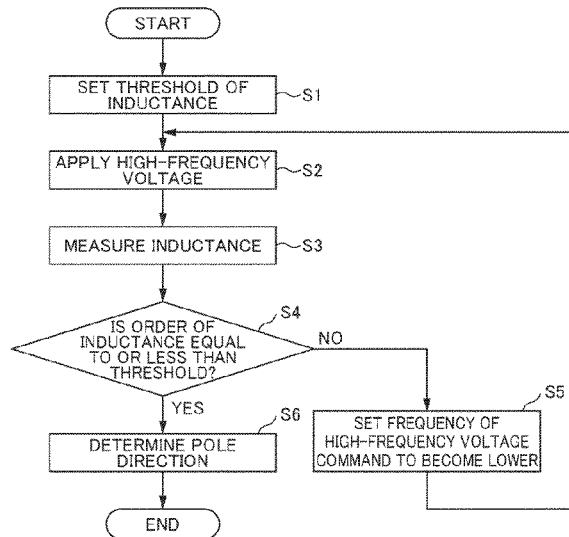 START
SET THRESHOLD OF
INDUCTANCE
S1
APPLY HIGH-FREQUENCY
VOLTAGE
S2
MEASURE INDUCTANCE
S3
IS ORDER OF
INDUCTANCE EQUAL
TO OR LESS THAN
THRESHOLD?
S4
NO
YES
S5
SET FREQUENCY OF
HIGH-FREQUENCY VOLTAGE
COMMAND TO BECOME LOWER
S6
DETERMINE POLE
DIRECTION
END